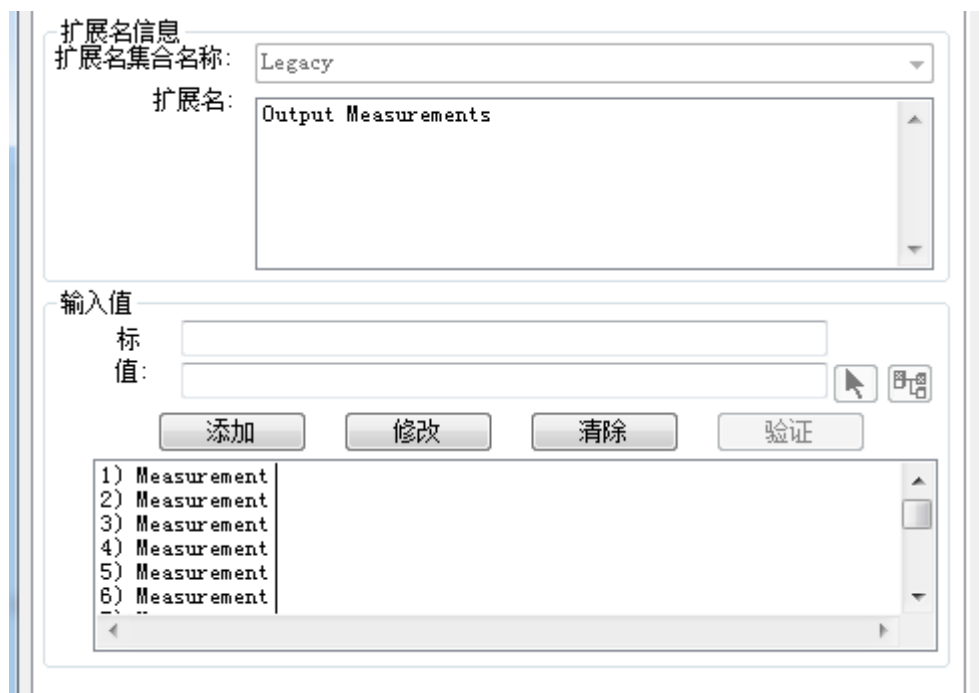 扩展名信息
扩展名集合名称: Legacy
扩展名: Output Measurements
输入值
标
值:
添加 修改 清除 验证
1) Measurement
2) Measurement
3) Measurement
4) Measurement
5) Measurement
6) Measurement